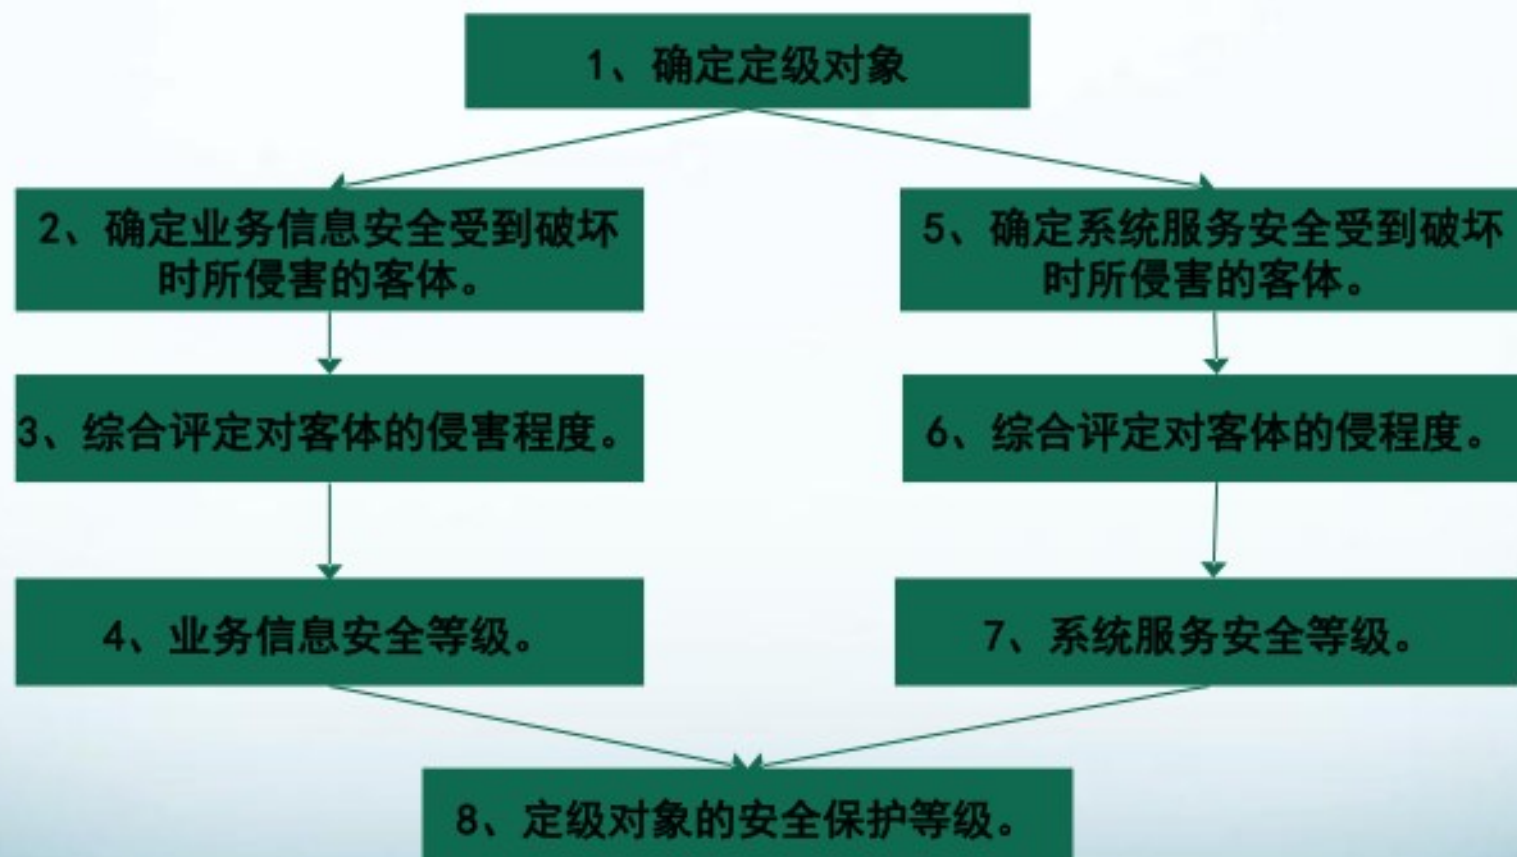 1、确定定级对象
2、确定业务信息安全受到破坏
时所侵害的客体。
3、综合评定对客体的侵害程度。
4、业务信息安全等级。
5、确定系统服务安全受到破坏
时所侵害的客体。
6、综合评定对客体的侵程度。
7、系统服务安全等级。
8、定级对象的安全保护等级。